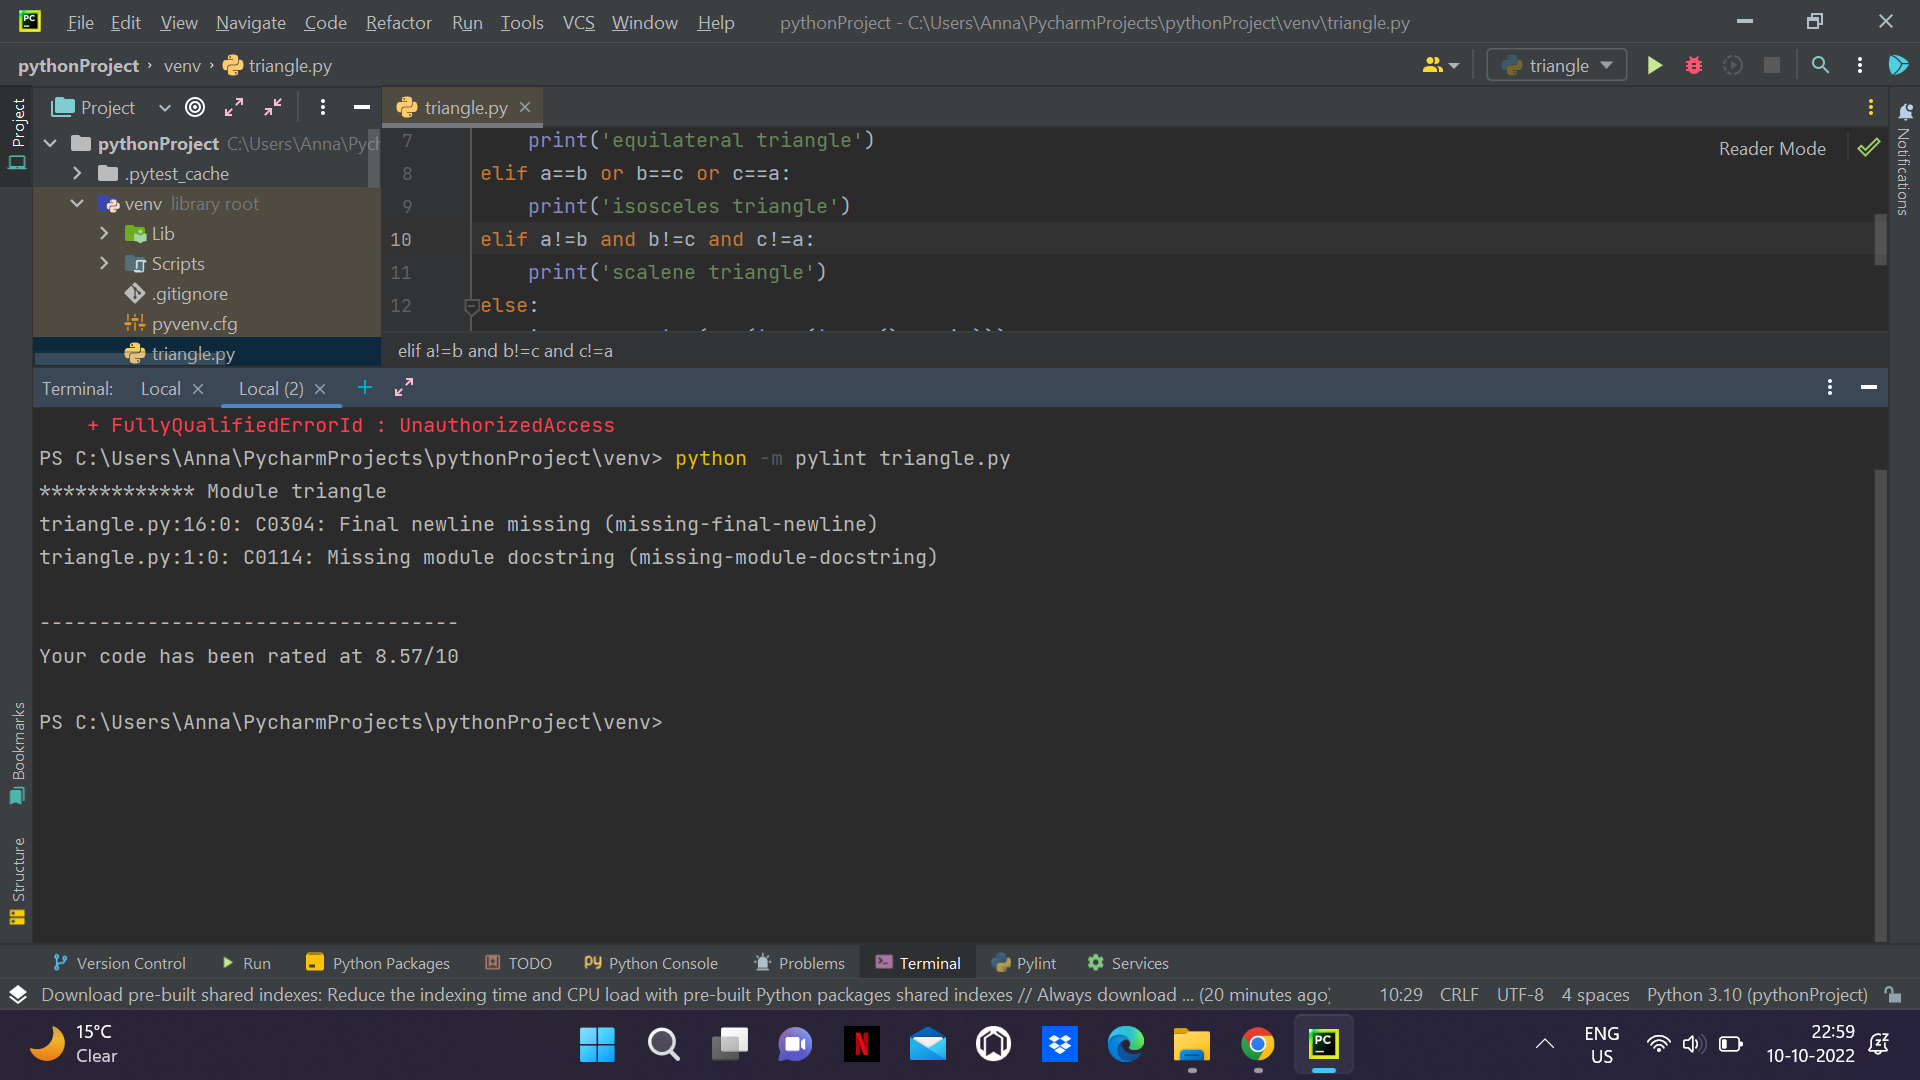 PC File Edit View Navigate Code Refactor Run Tools VCS Window Help pythonProject - C:\Users\Anna\PycharmProjects\pythonProject\venv\triangle.py
pythonProject venv triangle.py triangle
Project
Project
triangle.py
pythonProject C:\Users\Anna\Pych
.pytest_cache
venv library root
Lib
Scripts
.gitignore
pyvenv.cfg
triangle.py
7 print('equilateral triangle')
8 elif a==b or b==c or c==a:
9 print('isosceles triangle')
10 elif a!=b and b!=c and c!=a:
11 print('scalene triangle')
12 else:
Reader Mode
Notifications
elif a!=b and b!=c and c!=a
Terminal: Local Local (2)
+ FullyQualifiedErrorId : UnauthorizedAccess
PS C:\Users\Anna\PycharmProjects\pythonProject\venv> python -m pylint triangle.py
************* Module triangle
triangle.py:16:0: C0304: Final newline missing (missing-final-newline)
triangle.py:1:0: C0114: Missing module docstring (missing-module-docstring)
-----------------------------------
Your code has been rated at 8.57/10
PS C:\Users\Anna\PycharmProjects\pythonProject\venv>
Bookmarks
Structure
Version Control Run Python Packages TODO Python Console Problems Terminal Pylint Services
Download pre-built shared indexes: Reduce the indexing time and CPU load with pre-built Python packages shared indexes // Always download ... (20 minutes ago) 10:29 CRLF UTF-8 4 spaces Python 3.10 (pythonProject)
15°C
Clear
N
PC
ENG
US
22:59
10-10-2022